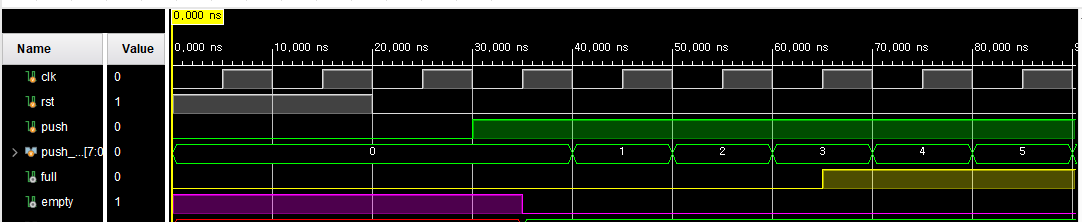 0,000 ns
Name Value 0,000 ns 10,000 ns 20,000 ns 30,000 ns 40,000 ns 50,000 ns 60,000 ns 70,000 ns 80,000 ns
clk 0
rst 1
push 0
push_...[7:0 0 0 1 2 3 4 5
full 0
empty 1